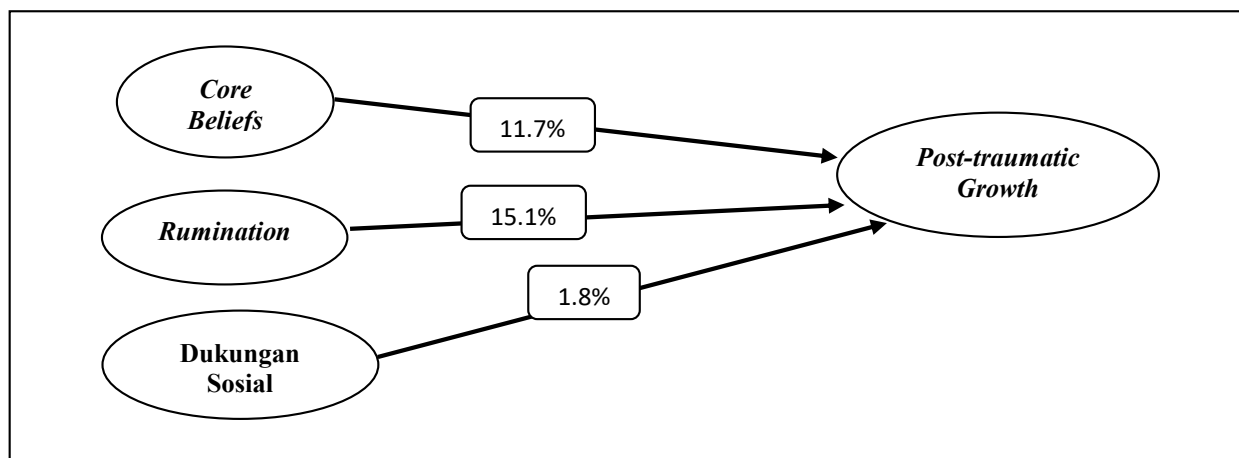 Core
Beliefs
11.7%
Post-traumatic
Growth
Rumination
15.1%
1.8%
Dukungan
Sosial